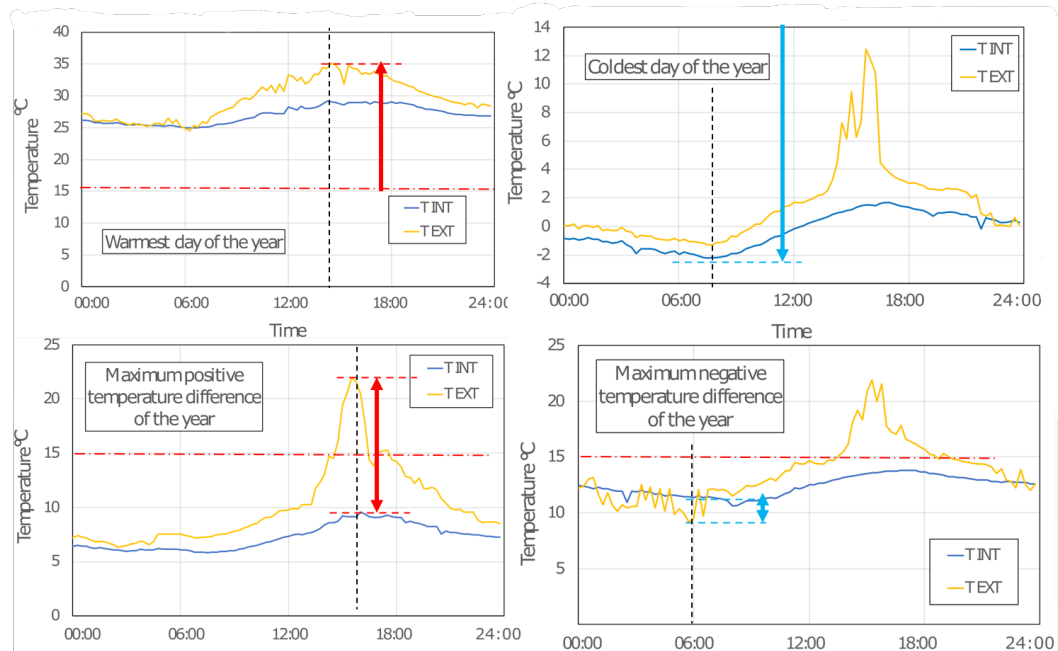 40
35
30
25
20
15
10
5
0
Temperature ºC
Warmest day of the year
T INT
T EXT
00:00 06:00 12:00 18:00 24:00
Time
14
12
10
8
6
4
2
0
-2
-4
Temperature ºC
Coldest day of the year
T INT
T EXT
00:00 06:00 12:00 18:00 24:00
Time
25
20
15
10
5
0
Temperature ºC
Maximum positive
temperature difference
of the year
T INT
T EXT
00:00 06:00 12:00 18:00 24:00
25
20
15
10
5
Temperature ºC
Maximum negative
temperature difference
of the year
T INT
T EXT
00:00 06:00 12:00 18:00 24:00